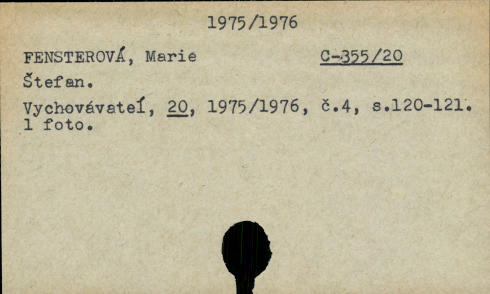 1975/1976
FENSTEROVÁ, Marie C-355/20
Štefan.
Vychovávateľ, 20, 1975/1976, č.4, s.120-121.
1 foto.